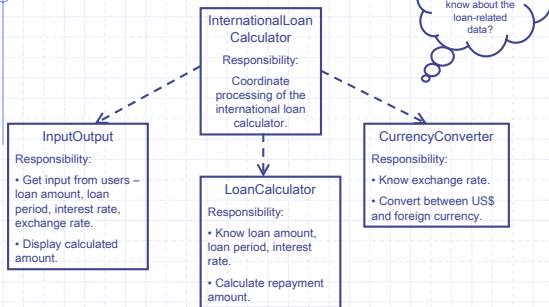 know about the
loan-related
data?
InternationalLoan
Calculator
Responsibility:
Coordinate
processing of the
international loan
calculator.
InputOutput
Responsibility:
• Get input from users –
loan amount, loan
period, interest rate,
exchange rate.
• Display calculated
amount.
LoanCalculator
Responsibility:
• Know loan amount,
loan period, interest
rate.
• Calculate repayment
amount.
CurrencyConverter
Responsibility:
• Know exchange rate.
• Convert between US$
and foreign currency.